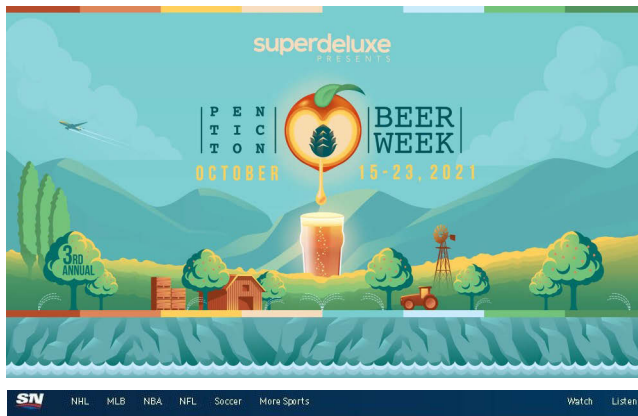 superdeluxe
PRESENTS
PEN
TIC
TON
BEER
WEEK
OCTOBER 15-23, 2021
3RD
ANNUAL
SN NHL MLB NBA NFL Soccer More Sports Watch Listen